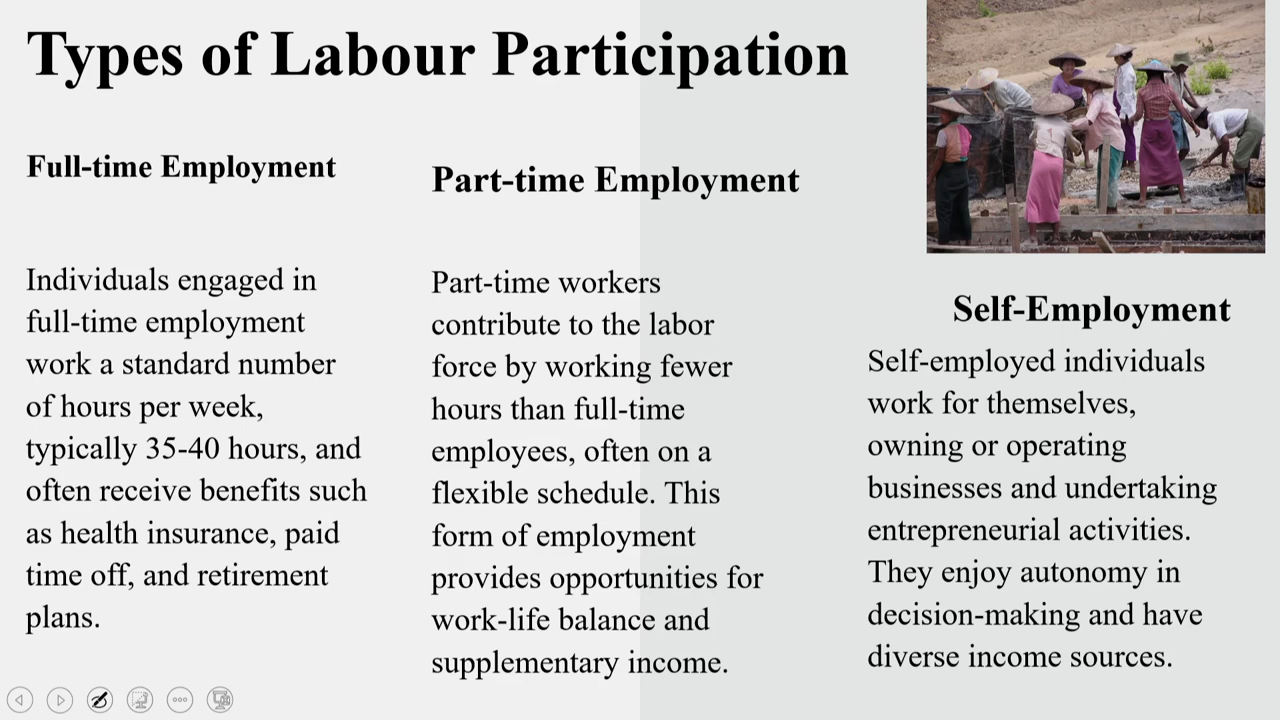 Types of Labour Participation
Full-time Employment
Individuals engaged in
full-time employment
work a standard number
of hours per week,
typically 35-40 hours, and
often receive benefits such
as health insurance, paid
time off, and retirement
plans.
Part-time Employment
Part-time workers
contribute to the labor
force by working fewer
hours than full-time
employees, often on a
flexible schedule. This
form of employment
provides opportunities for
work-life balance and
supplementary income.
Self-Employment
Self-employed individuals
work for themselves,
owning or operating
businesses and undertaking
entrepreneurial activities.
They enjoy autonomy in
decision-making and have
diverse income sources.